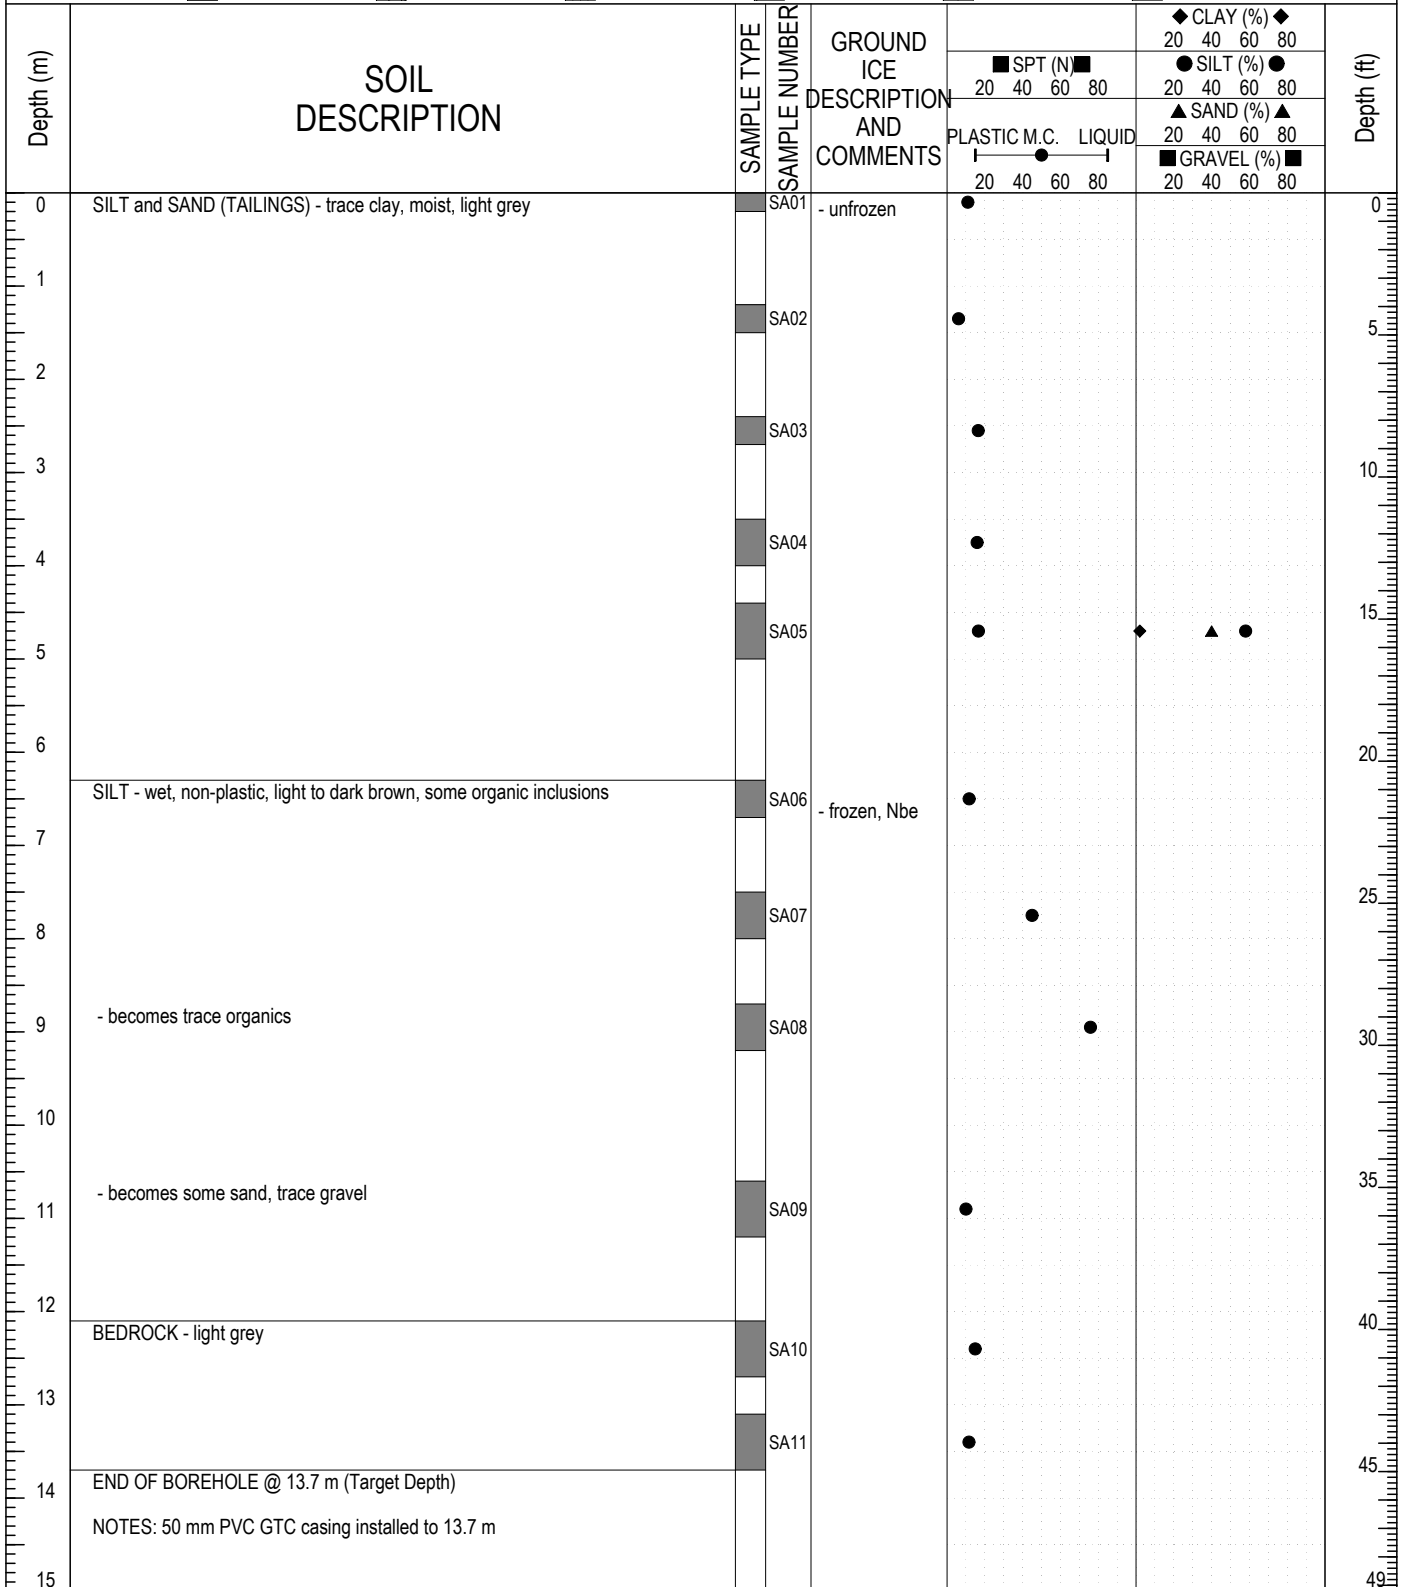 Depth (m)
SOIL
DESCRIPTION
SAMPLE TYPE
SAMPLE NUMBER
GROUND
ICE
DESCRIPTION
AND
COMMENTS
■ SPT (N) ■
20 40 60 80
PLASTIC M.C. LIQUID
20 40 60 80
◆ CLAY (%) ◆
20 40 60 80
● SILT (%) ●
20 40 60 80
▲ SAND (%) ▲
20 40 60 80
■ GRAVEL (%) ■
20 40 60 80
Depth (ft)
0
SILT and SAND (TAILINGS) - trace clay, moist, light grey
SA01
- unfrozen
0
1
SA02
5
2
SA03
3
10
SA04
4
15
SA05
5
6
20
SILT - wet, non-plastic, light to dark brown, some organic inclusions
SA06
- frozen, Nbe
7
25
SA07
8
- becomes trace organics
9
SA08
30
10
35
- becomes some sand, trace gravel
11
SA09
12
40
BEDROCK - light grey
SA10
13
SA11
45
END OF BOREHOLE @ 13.7 m (Target Depth)
14
NOTES: 50 mm PVC GTC casing installed to 13.7 m
15
49